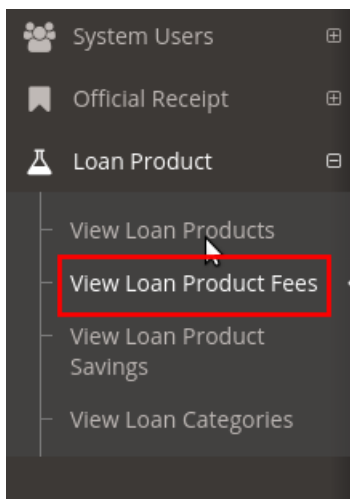 System Users
Official Receipt
Loan Product
View Loan Products
View Loan Product Fees
View Loan Product
Savings
View Loan Categories